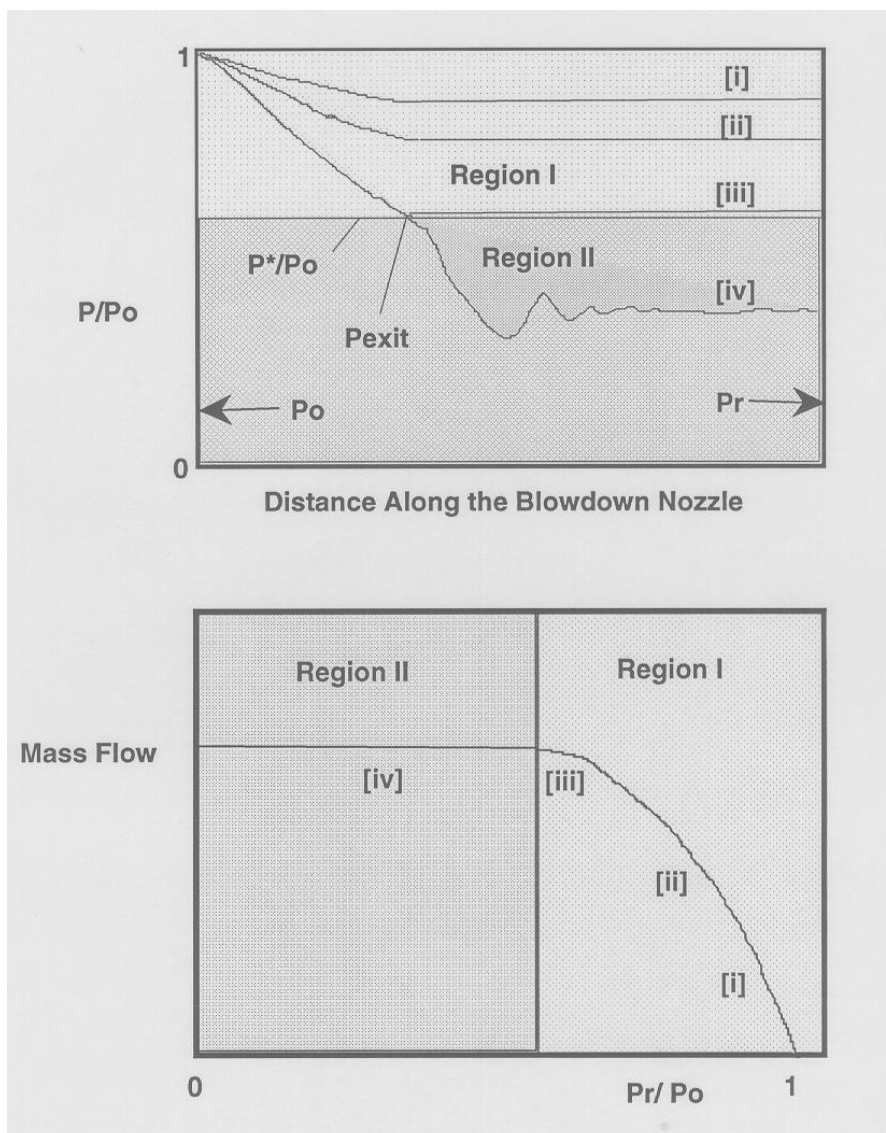 1
[i]
[ii]
Region I
[iii]
P*/Po
Region II
[iv]
P/Po
Pexit
Po
Pr
0
Distance Along the Blowdown Nozzle
Region II
Region I
Mass Flow
[iv]
[iii]
[ii]
[i]
0
Pr/ Po
1